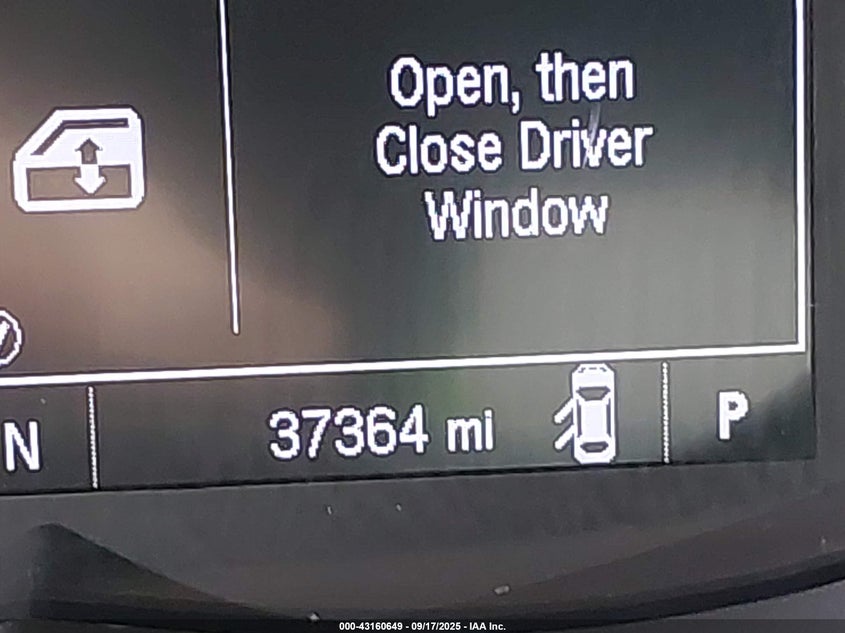 Open, then
Close Driver
Window
N
37364 mi
P
000-43160649 - 09/17/2025 - IAA Inc.